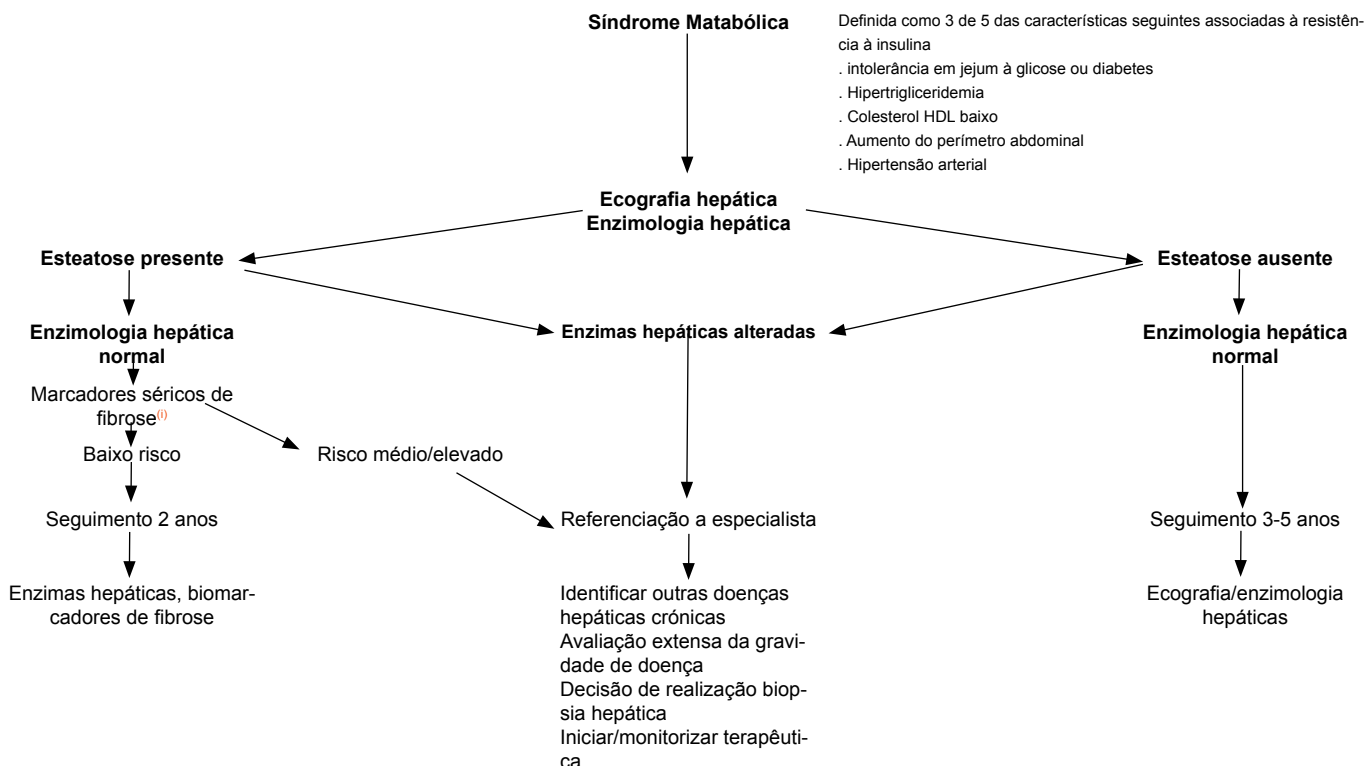 Síndrome Matabólica
Definida como 3 de 5 das características seguintes associadas à resistên-
cia à insulina
. intolerância em jejum à glicose ou diabetes
. Hipertrigliceridemia
. Colesterol HDL baixo
. Aumento do perímetro abdominal
. Hipertensão arterial
Ecografia hepática
Enzimologia hepática
Esteatose presente
Esteatose ausente
Enzimologia hepática
normal
Enzimas hepáticas alteradas
Enzimologia hepática
normal
Marcadores séricos de
fibrose(i)
Baixo risco
Risco médio/elevado
Seguimento 2 anos
Referenciação a especialista
Seguimento 3-5 anos
Enzimas hepáticas, biomar-
cadores de fibrose
Identificar outras doenças
hepáticas crónicas
Avaliação extensa da gravi-
dade de doença
Decisão de realização biop-
sia hepática
Iniciar/monitorizar terapêuti-
ca
Ecografia/enzimologia
hepáticas